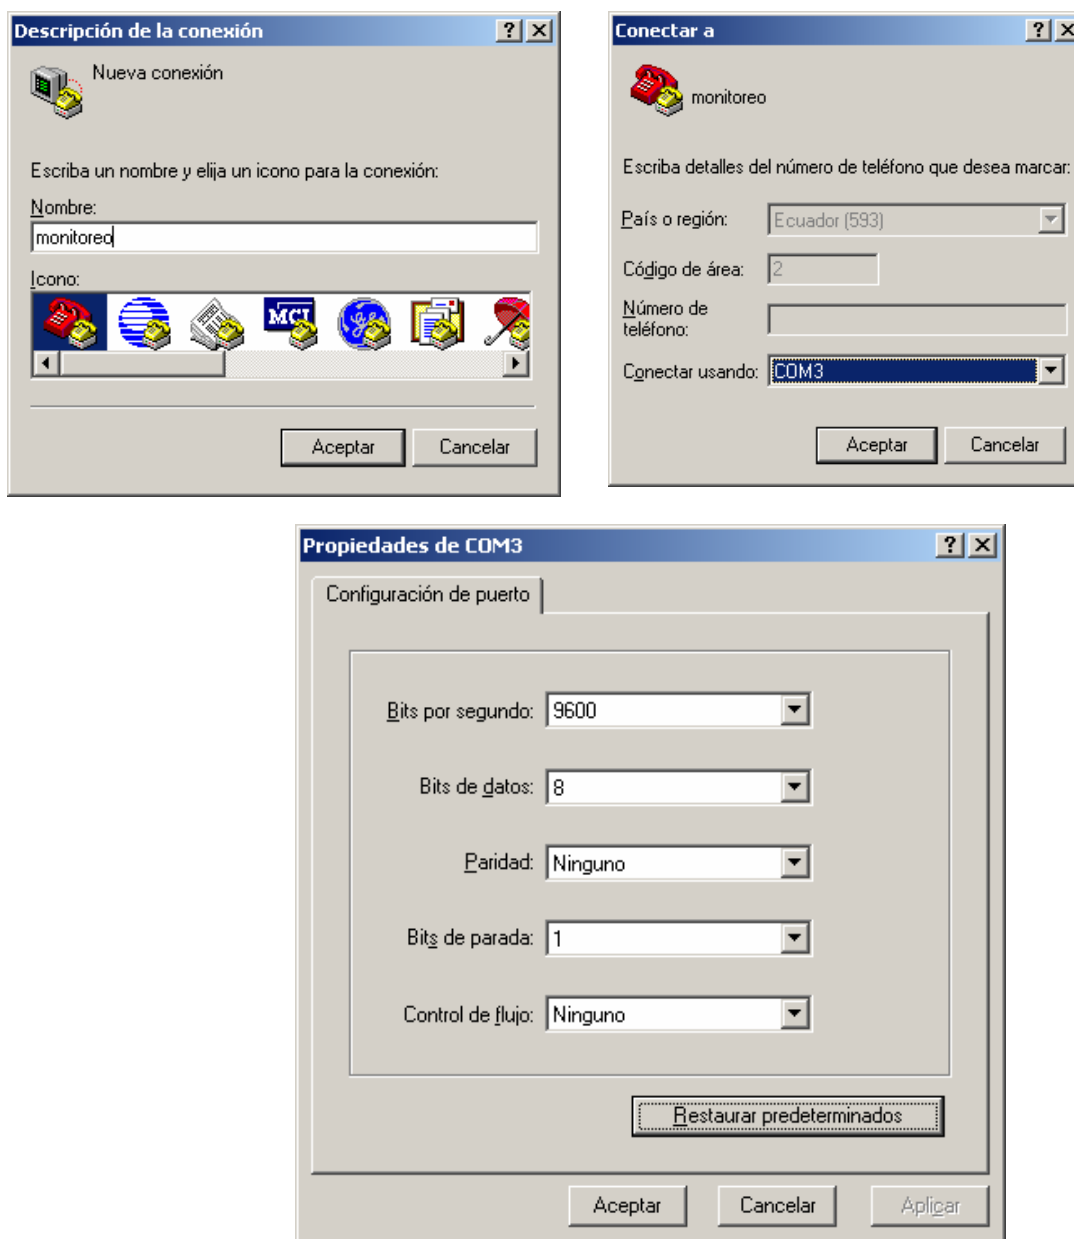 Descripción de la conexión
Nueva conexión
Escriba un nombre y elija un icono para la conexión:
Nombre:
monitoreo
Icono:
MCI
Aceptar
Cancelar
Conectar a
monitoreo
Escriba detalles del número de teléfono que desea marcar:
País o región:
Ecuador (593)
Código de área:
2
Número de
teléfono:
Conectar usando:
COM3
Aceptar
Cancelar
Propiedades de COM3
Configuración de puerto
Bits por segundo:
9600
Bits de datos:
8
Paridad:
Ninguno
Bits de parada:
1
Control de flujo:
Ninguno
Restaurar predeterminados
Aceptar
Cancelar
Aplicar